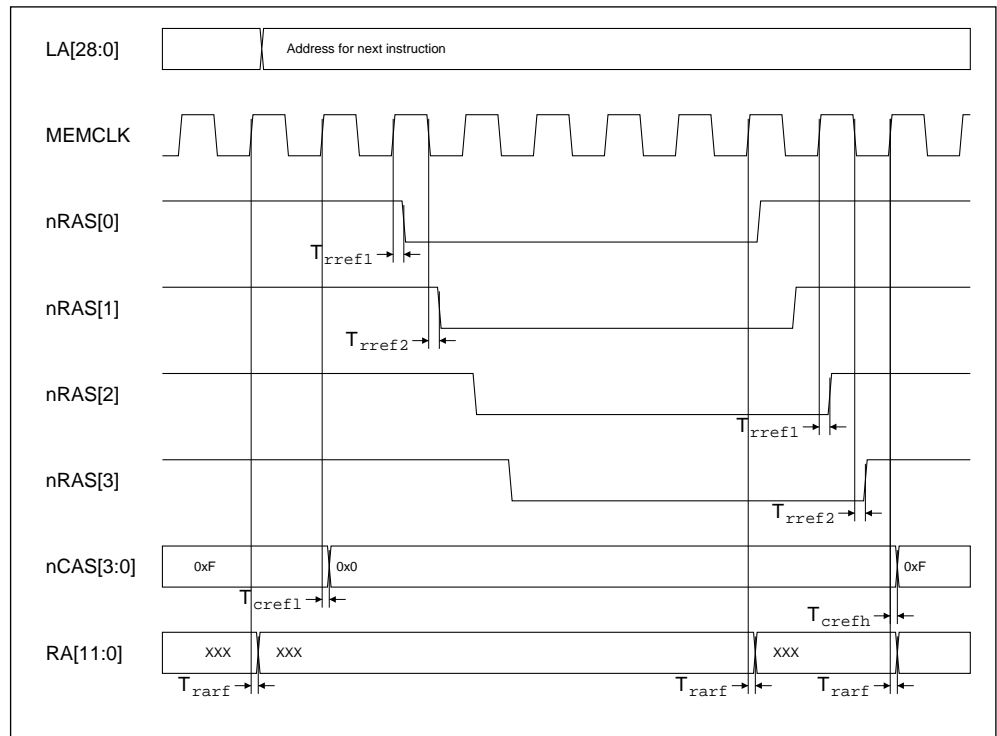 LA[28:0] Address for next instruction
MEMCLK
nRAS[0]
Trref1
nRAS[1]
Trref2
nRAS[2]
Trref1
nRAS[3]
Trref2
nCAS[3:0] 0xF 0x0 0xF
Tcref1 Tcrefh
RA[11:0] XXX XXX XXX
Trarf Trarf Trarf